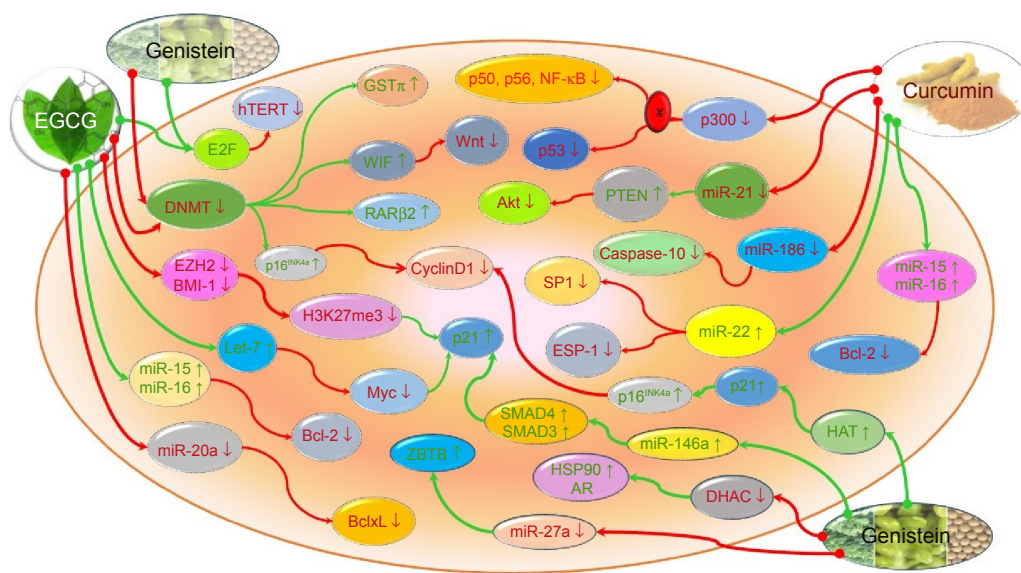 Genistein
EGCG
GSTπ ↑
hTERT ↓
E2F
WIF ↑
Wnt ↓
DNMT ↓
RARβ2 ↑
p16INK4a ↑
p50, p56, NF-κB ↓
ac
p300 ↓
p53 ↓
Curcumin
Akt ↓
PTEN ↑
miR-21 ↓
CyclinD1 ↓
Caspase-10 ↓
miR-186 ↓
EZH2 ↓
BMI-1 ↓
H3K27me3 ↓
SP1 ↓
miR-15 ↑
miR-16 ↑
p21 ↑
miR-22 ↑
Let-7 ↑
ESP-1 ↓
Bcl-2 ↓
miR-15 ↑
miR-16 ↑
Myc ↓
p16INK4a ↑
p21↑
SMAD4 ↑
SMAD3 ↑
Bcl-2 ↓
miR-20a ↓
ZBTB ↑
miR-146a ↑
HAT ↑
HSP90 ↑
AR
DHAC ↓
BclxL ↓
miR-27a ↓
Genistein